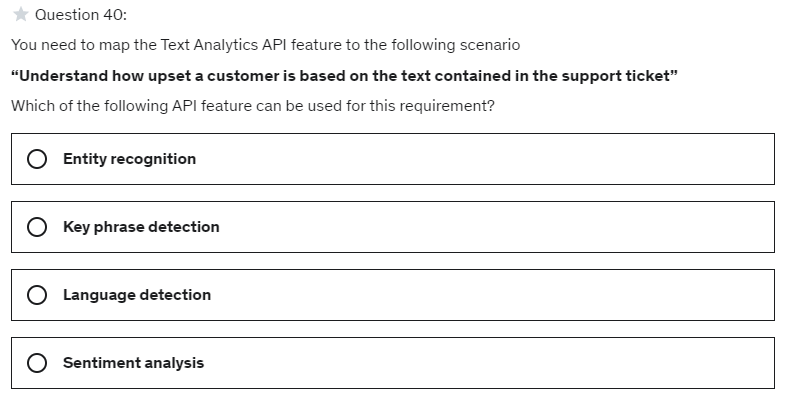 Question 40:
You need to map the Text Analytics API feature to the following scenario
“Understand how upset a customer is based on the text contained in the support ticket”
Which of the following API feature can be used for this requirement?
Entity recognition
Key phrase detection
Language detection
Sentiment analysis